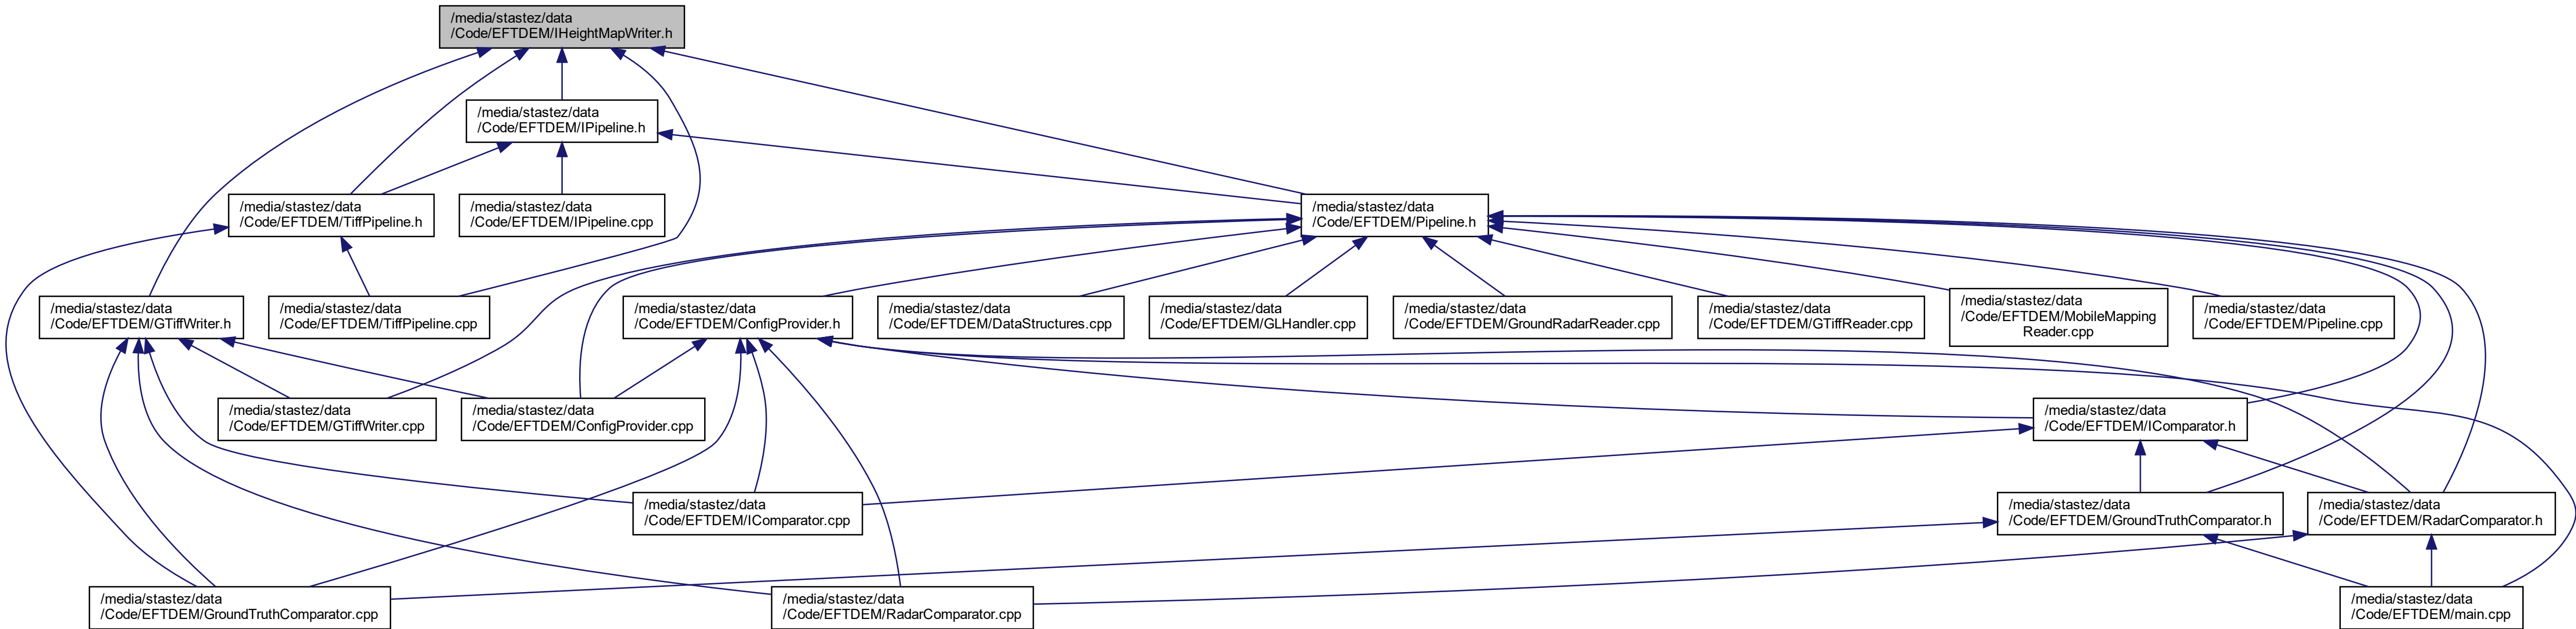 /media/stastez/data
/Code/EFTDEM/IHeightMapWriter.h
/media/stastez/data
/Code/EFTDEM/IPipeline.h
/media/stastez/data
/Code/EFTDEM/TiffPipeline.h
/media/stastez/data
/Code/EFTDEM/IPipeline.cpp
/media/stastez/data
/Code/EFTDEM/Pipeline.h
/media/stastez/data
/Code/EFTDEM/GTiffWriter.h
/media/stastez/data
/Code/EFTDEM/TiffPipeline.cpp
/media/stastez/data
/Code/EFTDEM/ConfigProvider.h
/media/stastez/data
/Code/EFTDEM/DataStructures.cpp
/media/stastez/data
/Code/EFTDEM/GLHandler.cpp
/media/stastez/data
/Code/EFTDEM/GroundRadarReader.cpp
/media/stastez/data
/Code/EFTDEM/GTiffReader.cpp
/media/stastez/data
/Code/EFTDEM/MobileMapping
Reader.cpp
/media/stastez/data
/Code/EFTDEM/Pipeline.cpp
/media/stastez/data
/Code/EFTDEM/GTiffWriter.cpp
/media/stastez/data
/Code/EFTDEM/ConfigProvider.cpp
/media/stastez/data
/Code/EFTDEM/IComparator.h
/media/stastez/data
/Code/EFTDEM/IComparator.cpp
/media/stastez/data
/Code/EFTDEM/GroundTruthComparator.h
/media/stastez/data
/Code/EFTDEM/RadarComparator.h
/media/stastez/data
/Code/EFTDEM/GroundTruthComparator.cpp
/media/stastez/data
/Code/EFTDEM/RadarComparator.cpp
/media/stastez/data
/Code/EFTDEM/main.cpp